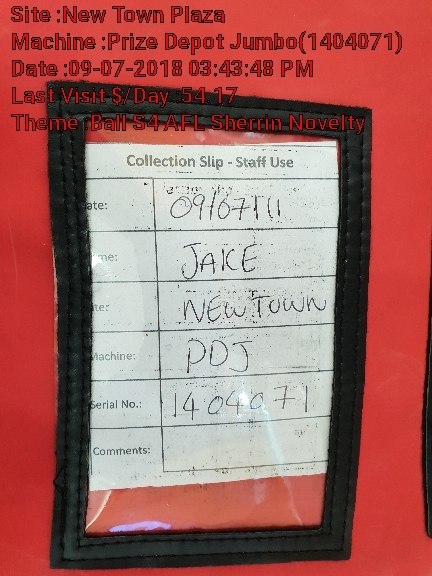 Site :New Town Plaza
Machine :Prize Depot Jumbo(1404071)
Date :09-07-2018 03:43:48 PM
Last Visit $/Day :54.17
Theme :Ball S4 AFL Sherrin Novelty
Collection Slip - Staff Use
ate: 09/07/11
me: JAKE
ite: NEW TOWN
Machine: PDJ
Serial No.: 1404071
Comments: